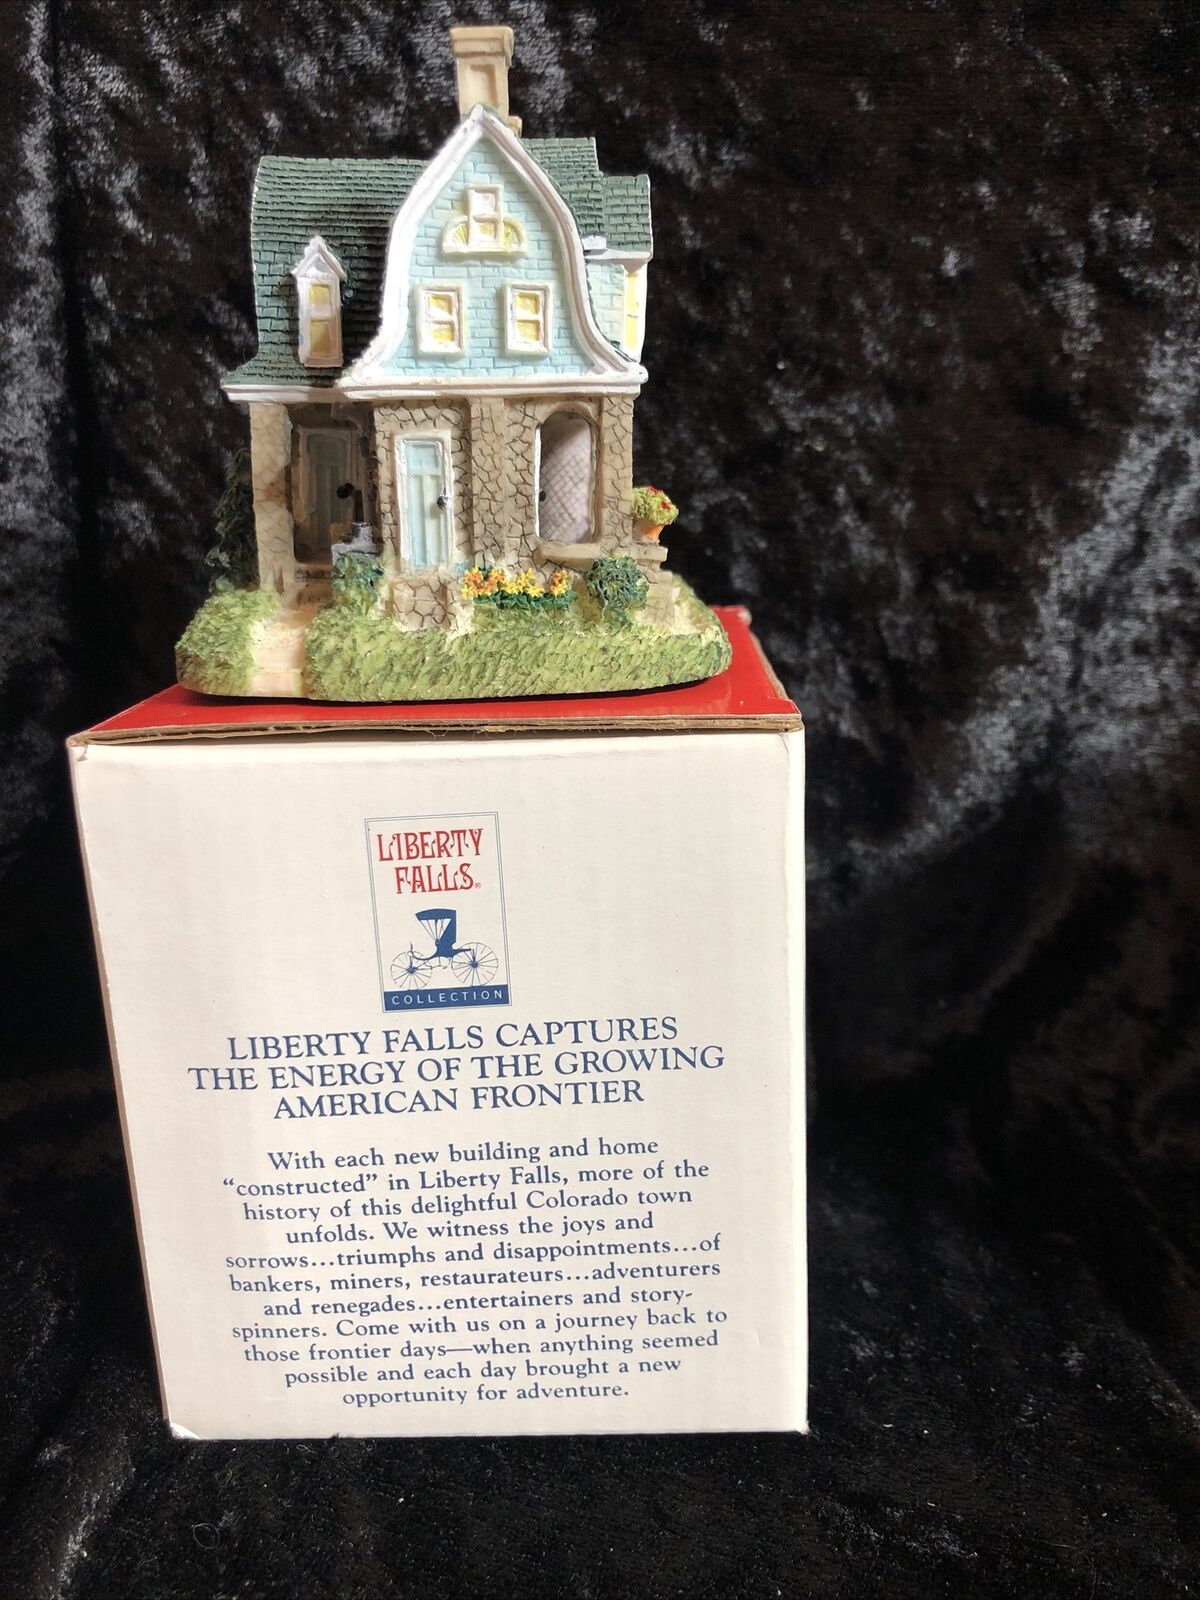 LIBERTY
FALLS®
COLLECTION
LIBERTY FALLS CAPTURES
THE ENERGY OF THE GROWING
AMERICAN FRONTIER
With each new building and home
“constructed” in Liberty Falls, more of the
history of this delightful Colorado town
unfolds. We witness the joys and
sorrows...triumphs and disappointments...of
bankers, miners, restaurateurs...adventurers
and renegades...entertainers and story-
spinners. Come with us on a journey back to
those frontier days—when anything seemed
possible and each day brought a new
opportunity for adventure.